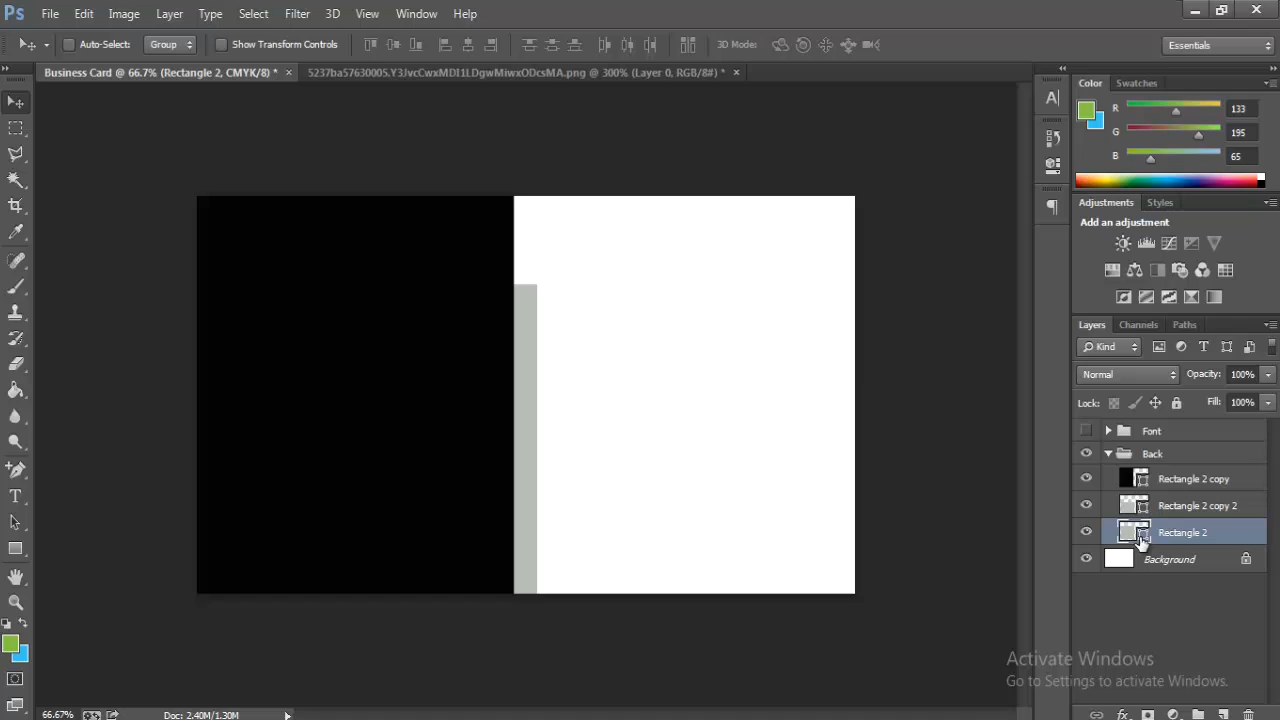 Ps File Edit Image Layer Type Select Filter 3D View Window Help
Auto-Select: Group Show Transform Controls 3D Mode: Essentials
Business Card @ 66.7% (Rectangle 2, CMYK/8) * × 5237ba57630005.Y3JvcCwxMDI1LDgwMiwxODcsMA.png @ 300% (Layer 0, RGB/8#) * ×
Color Swatches
R 133
G 195
B 65
Adjustments Styles
Add an adjustment
Layers Channels Paths
Kind
Normal Opacity: 100%
Lock: Fill: 100%
Font
Back
Rectangle 2 copy
Rectangle 2 copy 2
Rectangle 2
Background
Activate Windows
Go to Settings to activate Windows.
66.67% Doc: 2.40M/1.30M